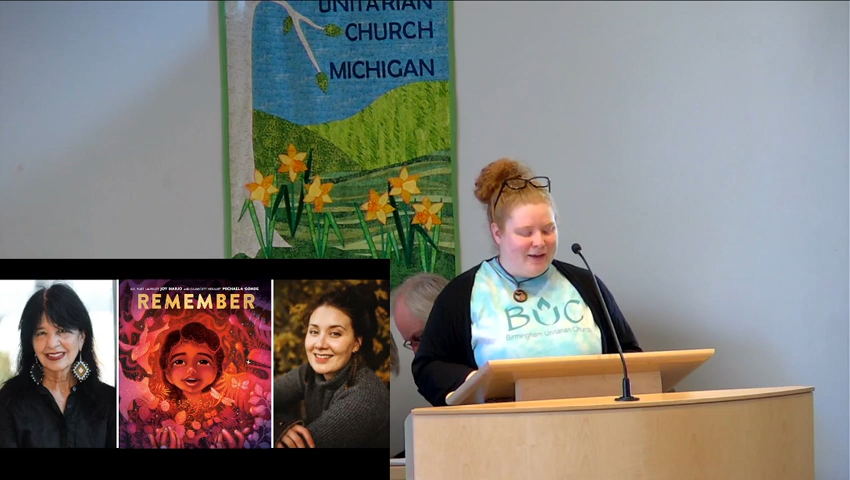 UNITARIAN
CHURCH
MICHIGAN
JOY HARJO MICHAELA GOADE
REMEMBER
BUC
Birmingham Unitarian Church